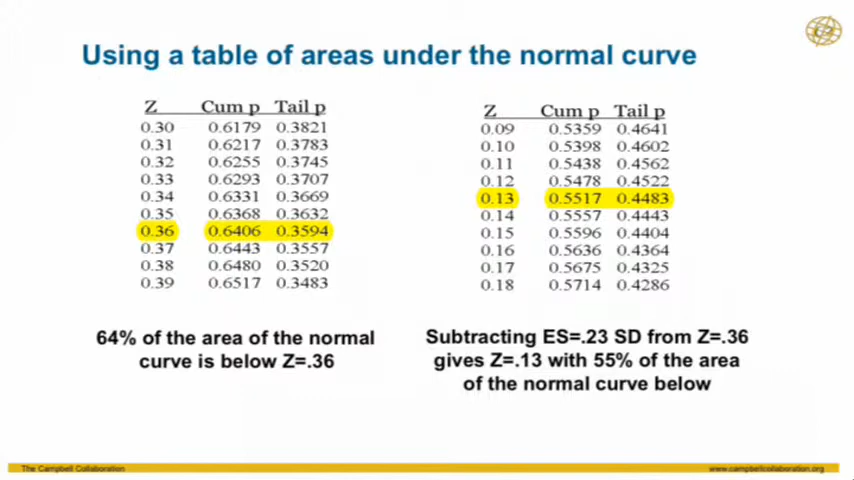 Using a table of areas under the normal curve
Z Cum p Tail p
0.30 0.6179 0.3821
0.31 0.6217 0.3783
0.32 0.6255 0.3745
0.33 0.6293 0.3707
0.34 0.6331 0.3669
0.35 0.6368 0.3632
0.36 0.6406 0.3594
0.37 0.6443 0.3557
0.38 0.6480 0.3520
0.39 0.6517 0.3483
64% of the area of the normal
curve is below Z=.36
Z Cum p Tail p
0.09 0.5359 0.4641
0.10 0.5398 0.4602
0.11 0.5438 0.4562
0.12 0.5478 0.4522
0.13 0.5517 0.4483
0.14 0.5557 0.4443
0.15 0.5596 0.4404
0.16 0.5636 0.4364
0.17 0.5675 0.4325
0.18 0.5714 0.4286
Subtracting ES=.23 SD from Z=.36
gives Z=.13 with 55% of the area
of the normal curve below
The Campbell Collaboration
www.campbellcollaboration.org